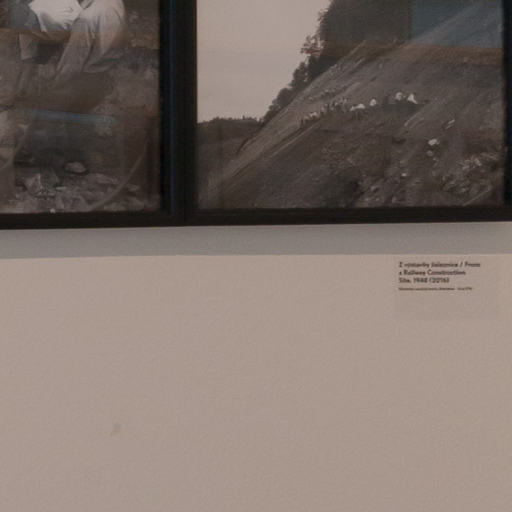 Z výstavby železnice / From
a Railway Construction
Site, 1948 (2016)